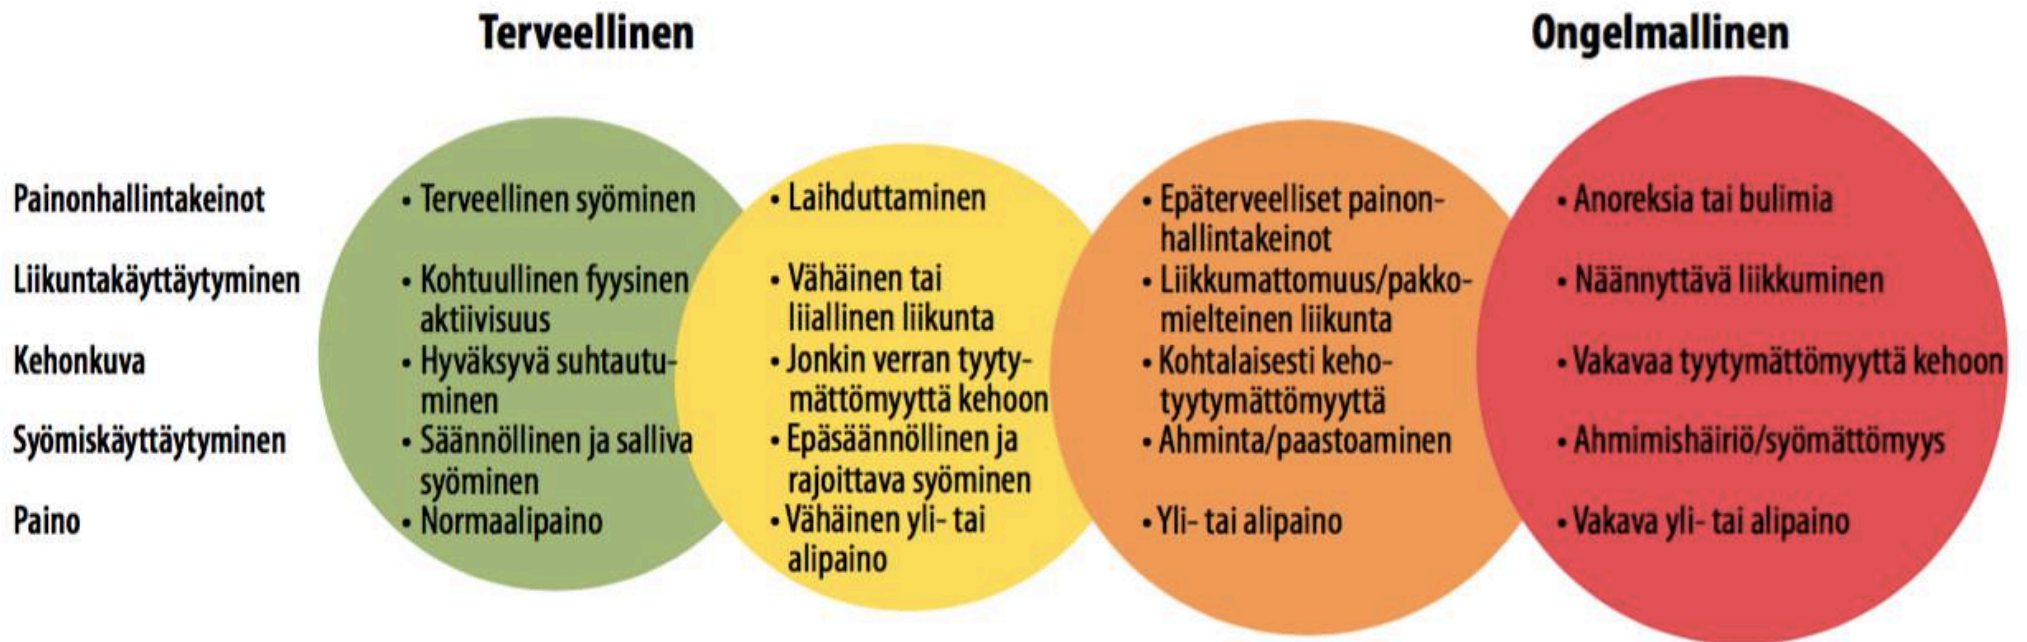 Terveellinen
Ongelmallinen
Painonhallintakeinot
• Terveellinen syöminen
• Laihduttaminen
• Epäterveelliset painon-
hallintakeinot
• Anoreksia tai bulimia
Liikuntakäyttäytyminen
• Kohtuullinen fyysinen
aktiivisuus
• Vähäinen tai
liiallinen liikunta
• Liikkumattomuus/pakko-
mielteinen liikunta
• Näännyttävä liikkuminen
Kehonkuva
• Hyväksyvä suhtautu-
minen
• Jonkin verran tyyty-
mättömyyttä kehoon
• Kohtalaisesti keho-
tyytymättömyyttä
• Vakavaa tyytymättömyyttä kehoon
Syömiskäyttäytyminen
• Säännöllinen ja salliva
syöminen
• Epäsäännöllinen ja
rajoittava syöminen
• Ahminta/paastoaminen
• Ahmimishäiriö/syömättömyys
Paino
• Normaalipaino
• Vähäinen yli- tai
alipaino
• Yli- tai alipaino
• Vakava yli- tai alipaino